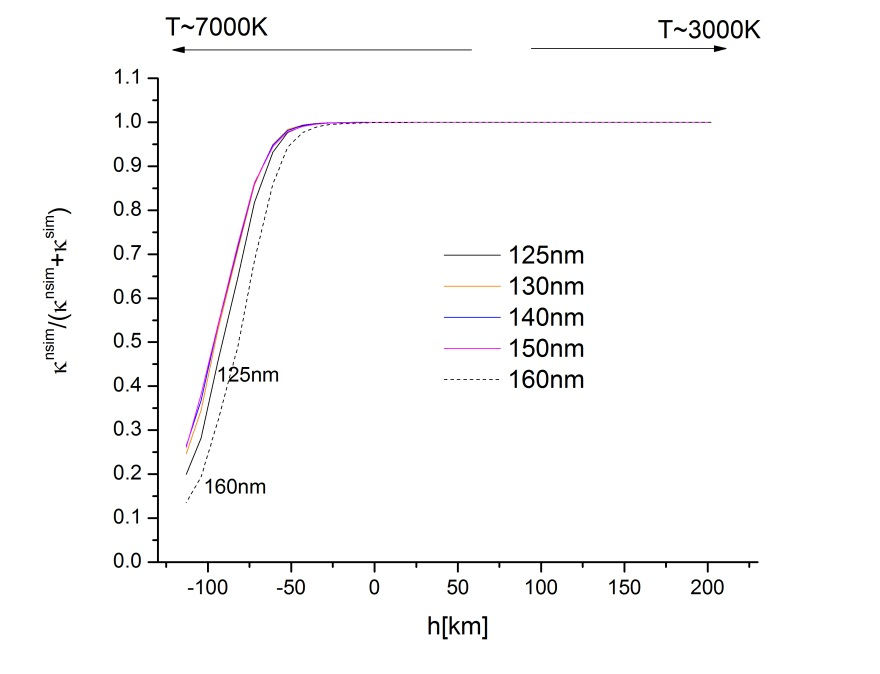 T~7000K
T~3000K
1.1
1.0
0.9
0.8
0.7
0.6
0.5
0.4
0.3
0.2
0.1
0.0
κ^nsim/(κ^nsim+κ^sim)
125nm
130nm
140nm
150nm
160nm
125nm
160nm
-100 -50 0 50 100 150 200
h[km]